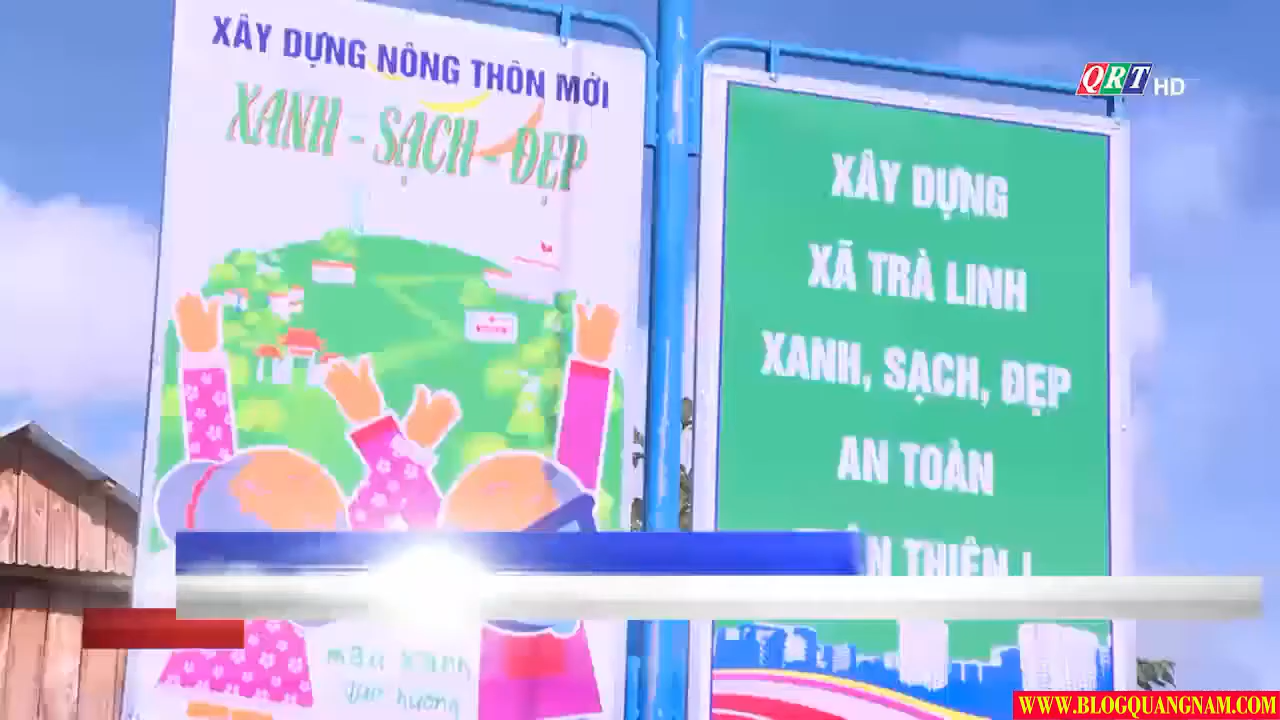 XÂY DỰNG NÔNG THÔN MỚI
XANH - SẠCH - ĐẸP
QRT HD
XÂY DỰNG
XÃ TRÀ LINH
XANH, SẠCH, ĐẸP
AN TOÀN
THIỆN !
WWW.BLOGQUANGNAM.COM